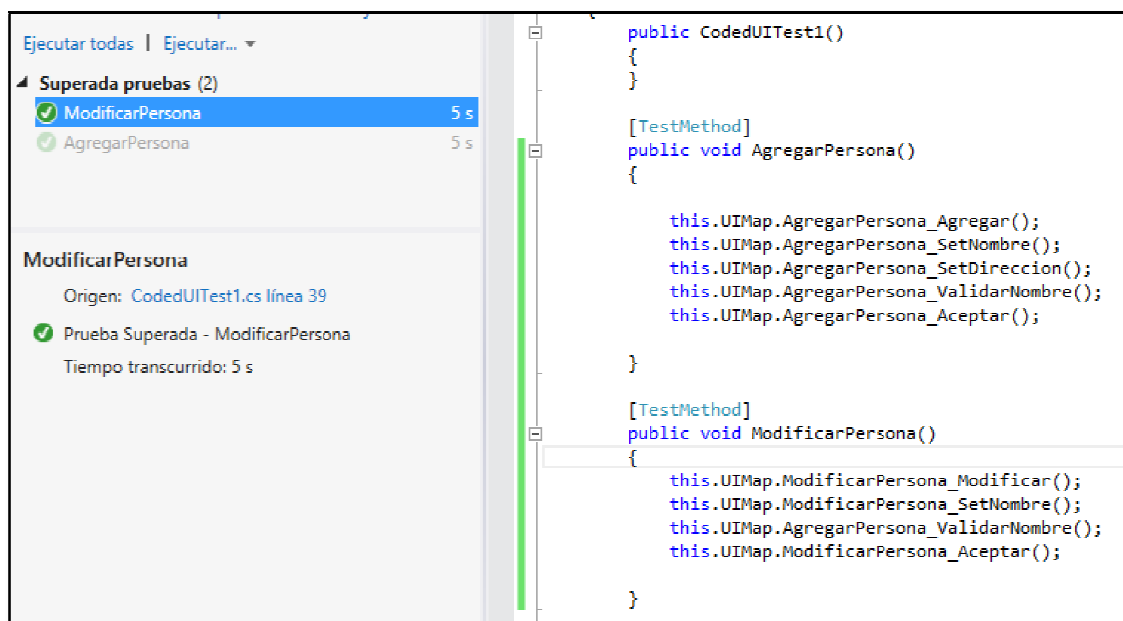 Ejecutar todas | Ejecutar...
Superada pruebas (2)
ModificarPersona 5 s
AgregarPersona 5 s
ModificarPersona
Origen: CodedUITest1.cs línea 39
Prueba Superada - ModificarPersona
Tiempo transcurrido: 5 s
public CodedUITest1()
{
}
[TestMethod]
public void AgregarPersona()
{
this.UIMap.AgregarPersona_Agregar();
this.UIMap.AgregarPersona_SetNombre();
this.UIMap.AgregarPersona_SetDireccion();
this.UIMap.AgregarPersona_ValidarNombre();
this.UIMap.AgregarPersona_Aceptar();
}
[TestMethod]
public void ModificarPersona()
{
this.UIMap.ModificarPersona_Modificar();
this.UIMap.ModificarPersona_SetNombre();
this.UIMap.AgregarPersona_ValidarNombre();
this.UIMap.ModificarPersona_Aceptar();
}